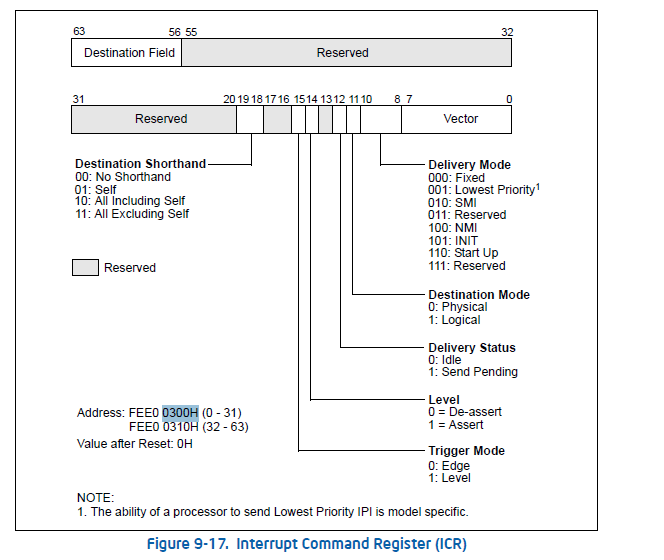 63 56 55 32
Destination Field Reserved
31 20 19 18 17 16 15 14 13 12 11 10 8 7 0
Reserved Vector
Destination Shorthand
00: No Shorthand
01: Self
10: All Including Self
11: All Excluding Self
Reserved
Delivery Mode
000: Fixed
001: Lowest Priority1
010: SMI
011: Reserved
100: NMI
101: INIT
110: Start Up
111: Reserved
Destination Mode
0: Physical
1: Logical
Delivery Status
0: Idle
1: Send Pending
Level
0 = De-assert
1 = Assert
Trigger Mode
0: Edge
1: Level
Address: FEE0 0300H (0 - 31)
FEE0 0310H (32 - 63)
Value after Reset: 0H
NOTE:
1. The ability of a processor to send Lowest Priority IPI is model specific.
Figure 9-17. Interrupt Command Register (ICR)